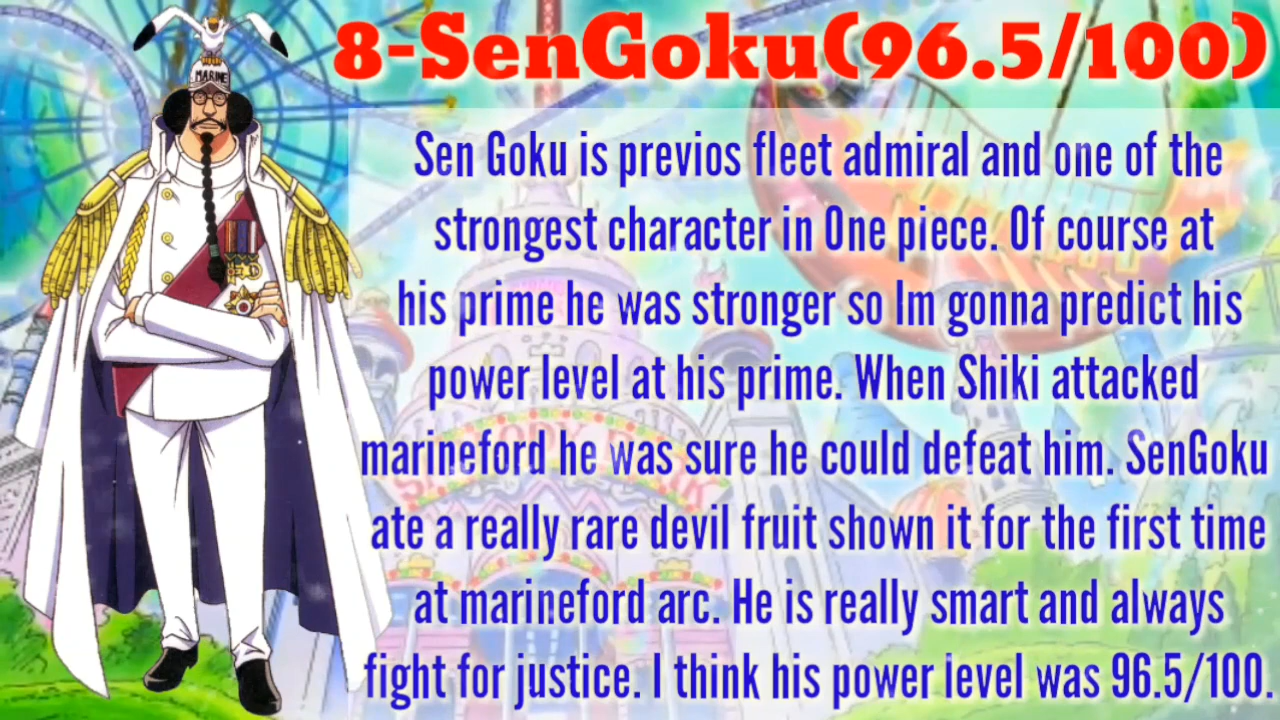 8-SenGoku(96.5/100)
MARINE
Sen Goku is previos fleet admiral and one of the
strongest character in One piece. Of course at
his prime he was stronger so Im gonna predict his
power level at his prime. When Shiki attacked
marineford he was sure he could defeat him. SenGoku
ate a really rare devil fruit shown it for the first time
at marineford arc. He is really smart and always
fight for justice. I think his power level was 96.5/100.
PARK